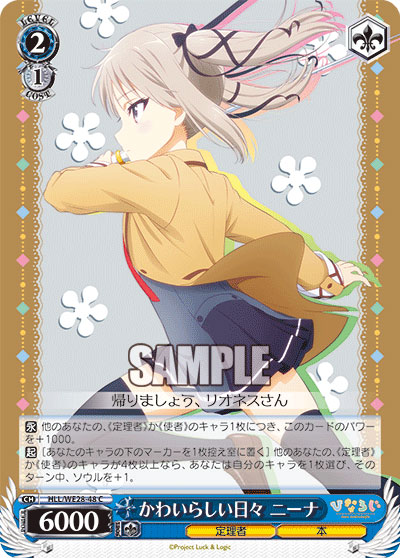 LEVEL
2
1
COST
SAMPLE
帰りましょう、リオネスさん
永 他のあなたの、《定理者》か《使者》のキャラ1枚につき、このカードのパワー
+1000。
起 [あなたのキャラの下のマーカー1枚を控え室に置く] 他のあなたの、《定理者》
か《使者》のキャラが4枚以上なら、あなたは自分のキャラを1枚選び、そのターン中、ソウルを+1。
CH HLL/WE28-48 C
6000
かわいらしい日々 ニーナ
ひなろじ
定理者
本
©Project Luck & Logic